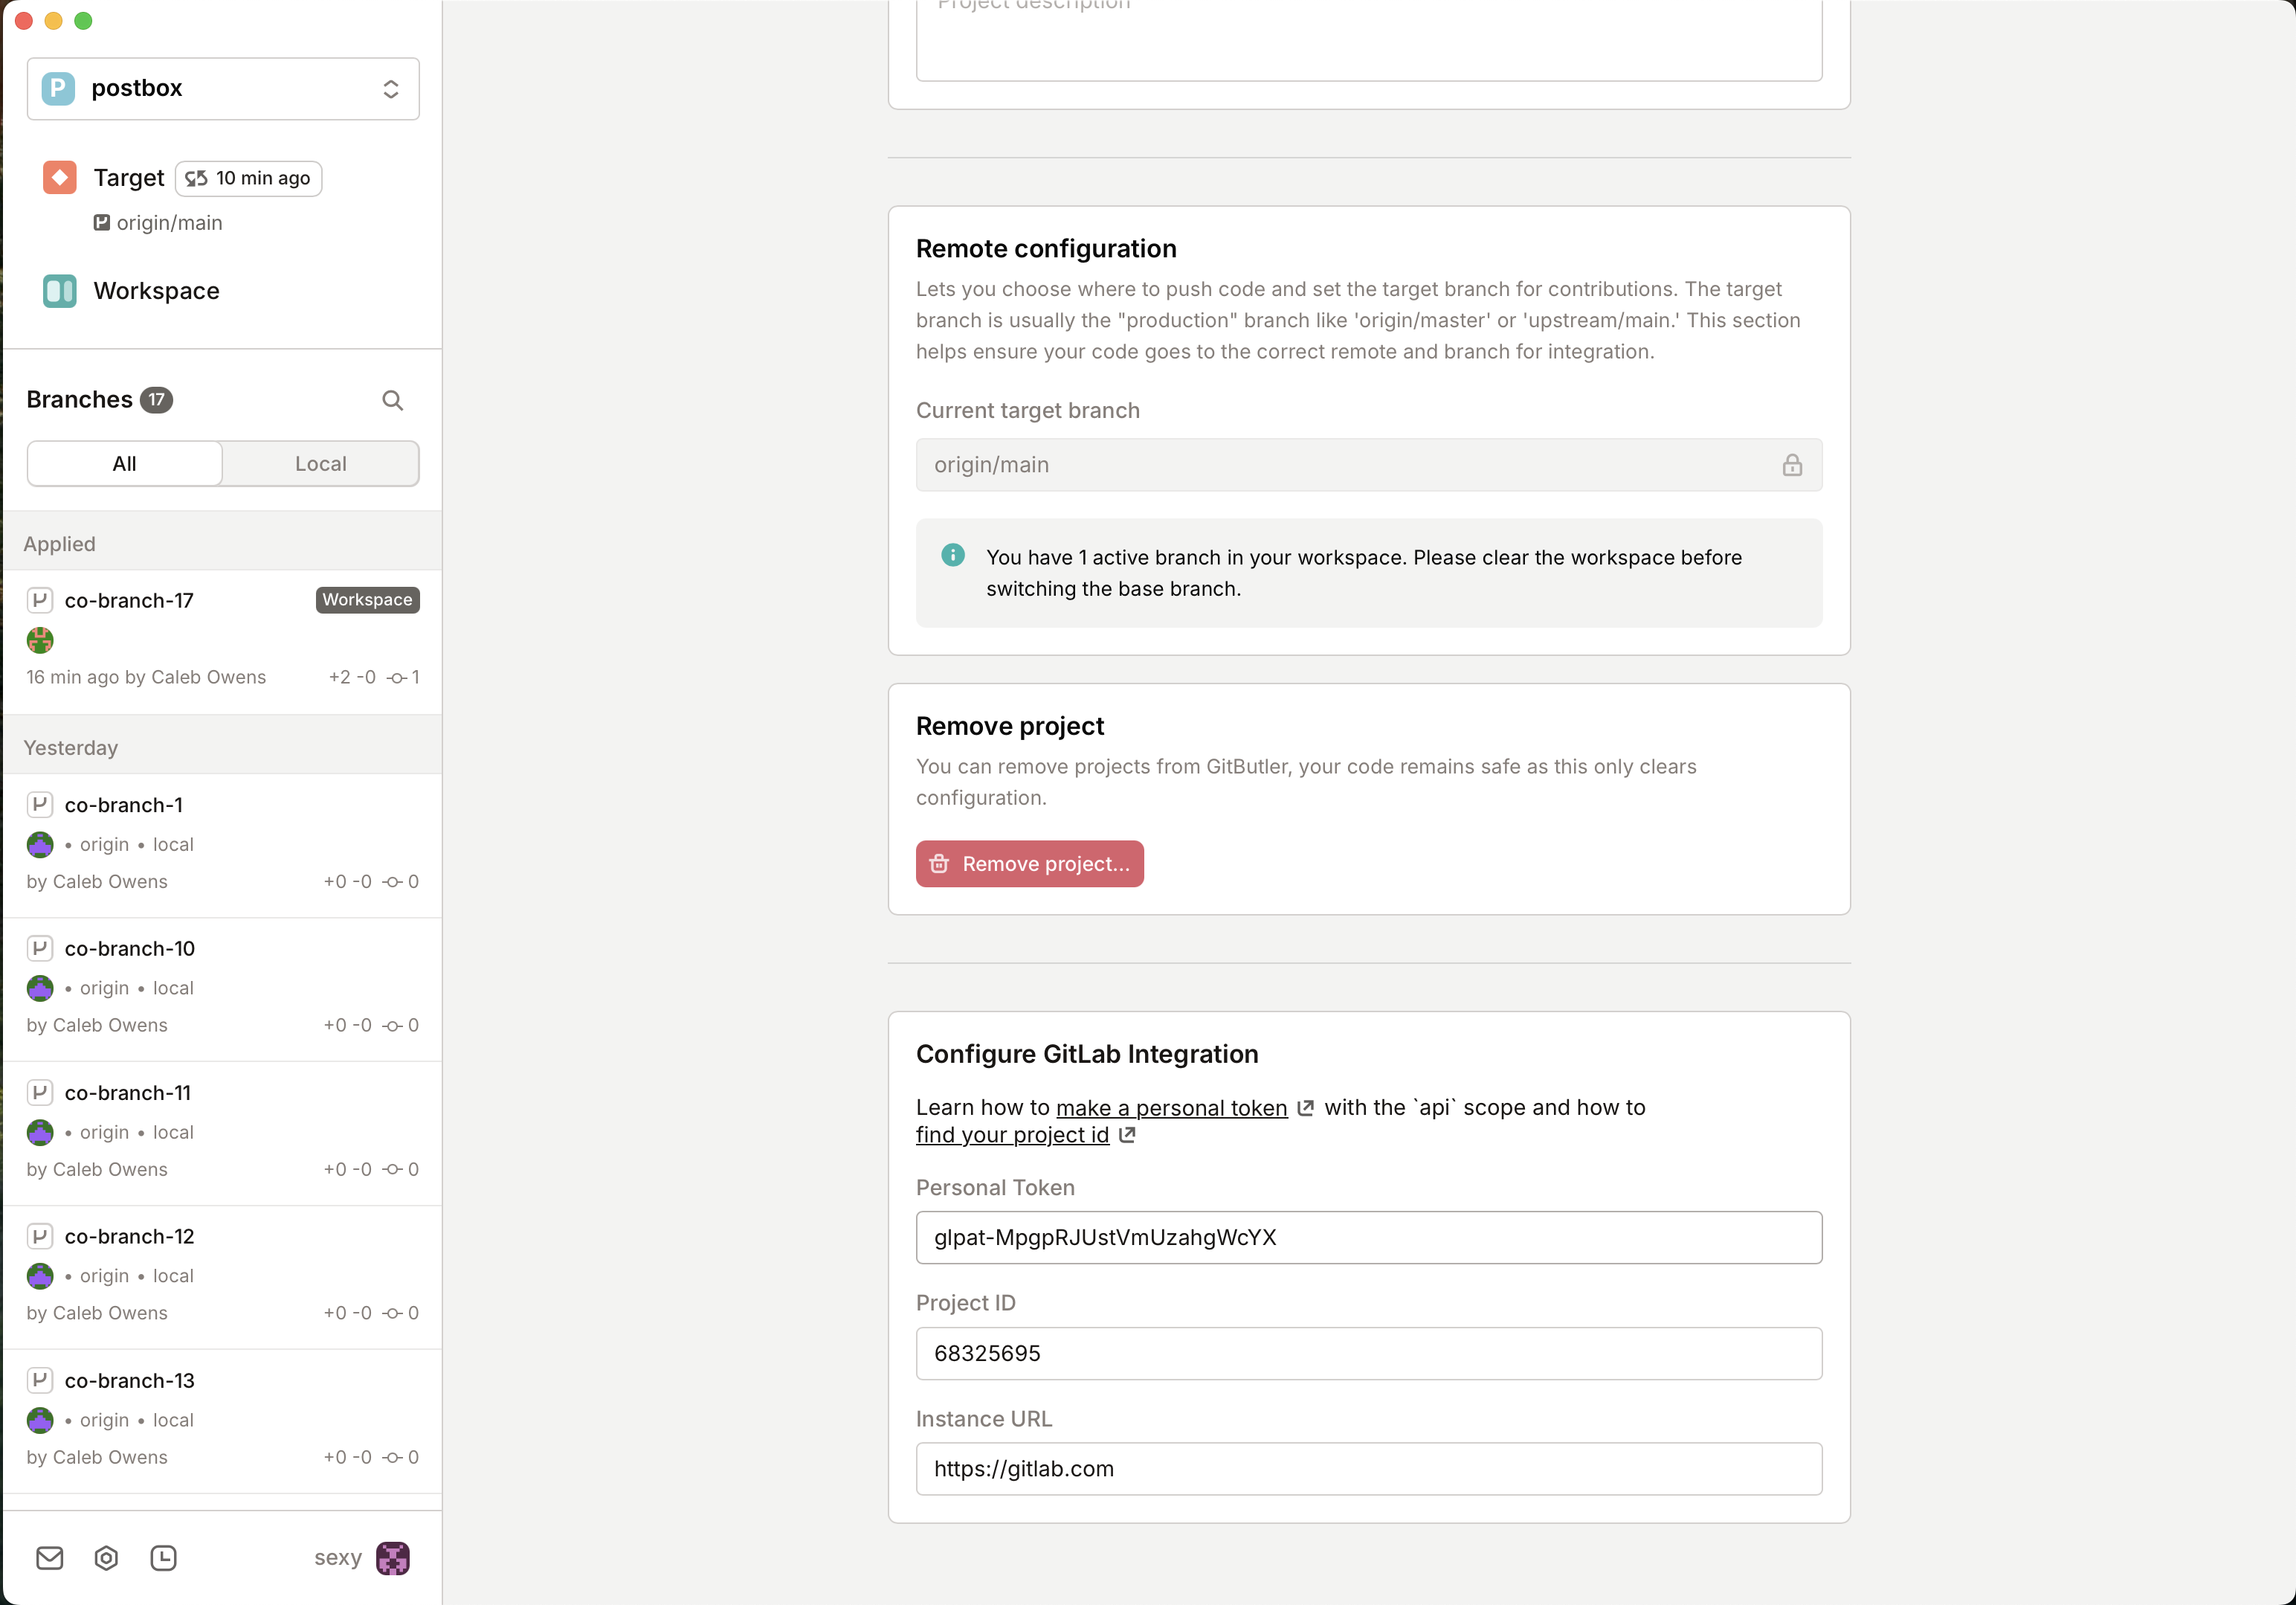 P postbox
Target 10 min ago
origin/main
Workspace
Branches 17
All Local
Applied
co-branch-17 Workspace
16 min ago by Caleb Owens +2 -0 1
Yesterday
co-branch-1
• origin • local
by Caleb Owens +0 -0 0
co-branch-10
• origin • local
by Caleb Owens +0 -0 0
co-branch-11
• origin • local
by Caleb Owens +0 -0 0
co-branch-12
• origin • local
by Caleb Owens +0 -0 0
co-branch-13
• origin • local
by Caleb Owens +0 -0 0
sexy
Project description
Remote configuration
Lets you choose where to push code and set the target branch for contributions. The target
branch is usually the "production" branch like 'origin/master' or 'upstream/main.' This section
helps ensure your code goes to the correct remote and branch for integration.
Current target branch
origin/main
You have 1 active branch in your workspace. Please clear the workspace before
switching the base branch.
Remove project
You can remove projects from GitButler, your code remains safe as this only clears
configuration.
Remove project...
Configure GitLab Integration
Learn how to make a personal token with the `api` scope and how to
find your project id
Personal Token
glpat-MpgpRJUstVmUzahgWcYX
Project ID
68325695
Instance URL
https://gitlab.com